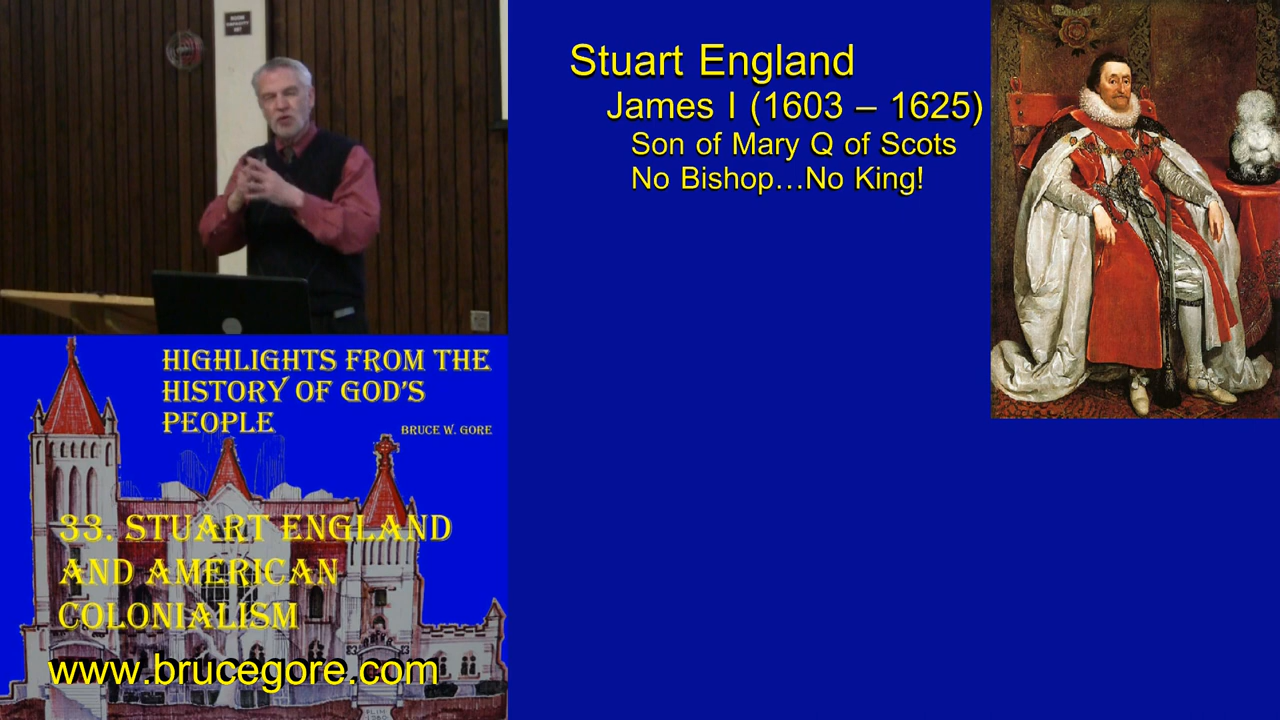 Stuart England
James I (1603 – 1625)
Son of Mary Q of Scots
No Bishop…No King!
HIGHLIGHTS FROM THE
HISTORY OF GOD'S
PEOPLE
BRUCE W. GORE
33. STUART ENGLAND
AND AMERICAN
COLONIALISM
www.brucegore.com